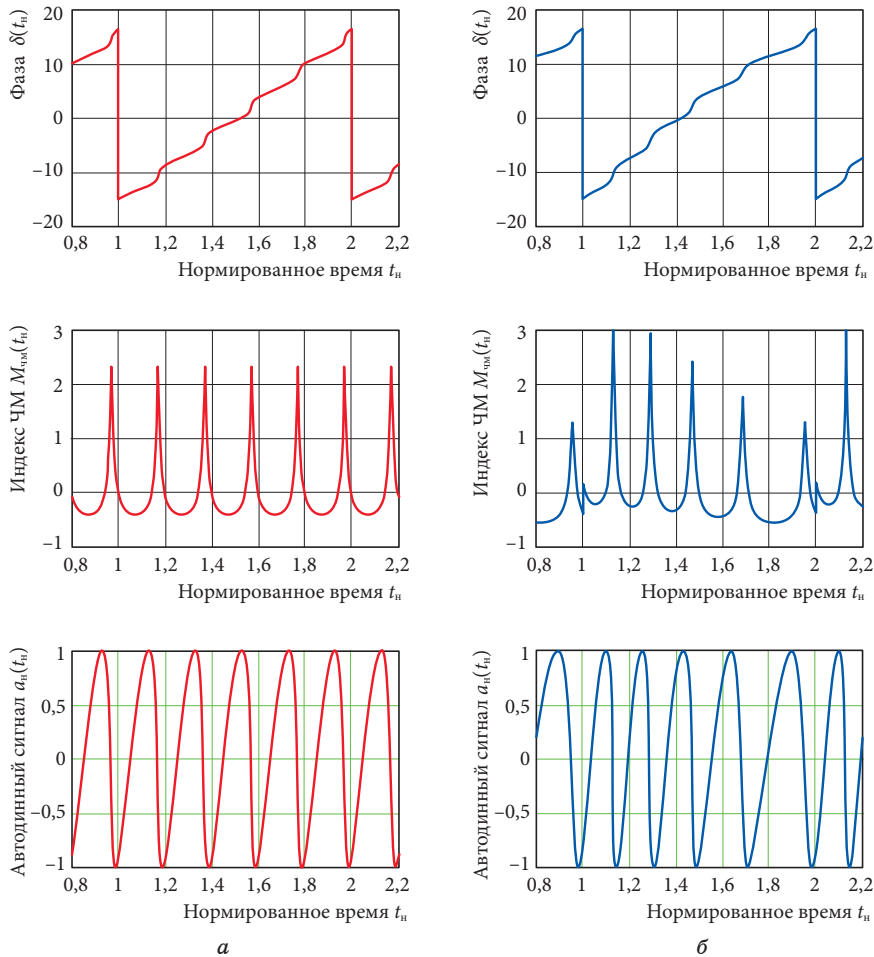 Фаза δ(tн)
20
10
0
−10
−20
0,8 1 1,2 1,4 1,6 1,8 2 2,2
Нормированное время tн
Фаза δ(tн)
20
10
0
−10
−20
0,8 1 1,2 1,4 1,6 1,8 2 2,2
Нормированное время tн
Индекс ЧМ Mчм(tн)
3
2
1
0
−1
0,8 1 1,2 1,4 1,6 1,8 2 2,2
Нормированное время tн
Индекс ЧМ Mчм(tн)
3
2
1
0
−1
0,8 1 1,2 1,4 1,6 1,8 2 2,2
Нормированное время tн
Автодинный сигнал aн(tн)
1
0,5
0
−0,5
−1
0,8 1 1,2 1,4 1,6 1,8 2 2,2
Нормированное время tн
а
Автодинный сигнал aн(tн)
1
0,5
0
−0,5
−1
0,8 1 1,2 1,4 1,6 1,8 2 2,2
Нормированное время tн
б